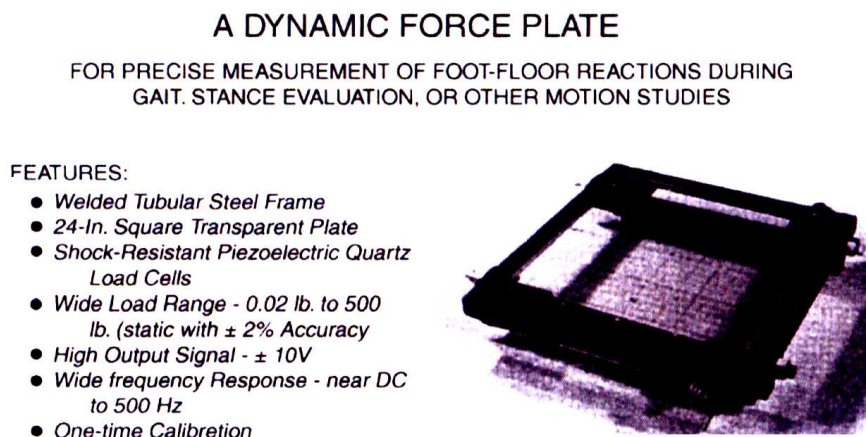 A DYNAMIC FORCE PLATE
FOR PRECISE MEASUREMENT OF FOOT-FLOOR REACTIONS DURING
GAIT. STANCE EVALUATION, OR OTHER MOTION STUDIES
FEATURES:
● Welded Tubular Steel Frame
● 24-In. Square Transparent Plate
● Shock-Resistant Piezoelectric Quartz
Load Cells
● Wide Load Range - 0.02 lb. to 500
lb. (static with ± 2% Accuracy
● High Output Signal - ± 10V
● Wide frequency Response - near DC
to 500 Hz
● One-time Calibretion